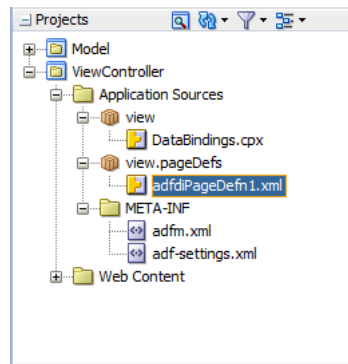 Projects
Model
ViewController
Application Sources
view
DataBindings.cpx
view.pageDefs
adfdiPageDefn1.xml
META-INF
adfm.xml
adf-settings.xml
Web Content